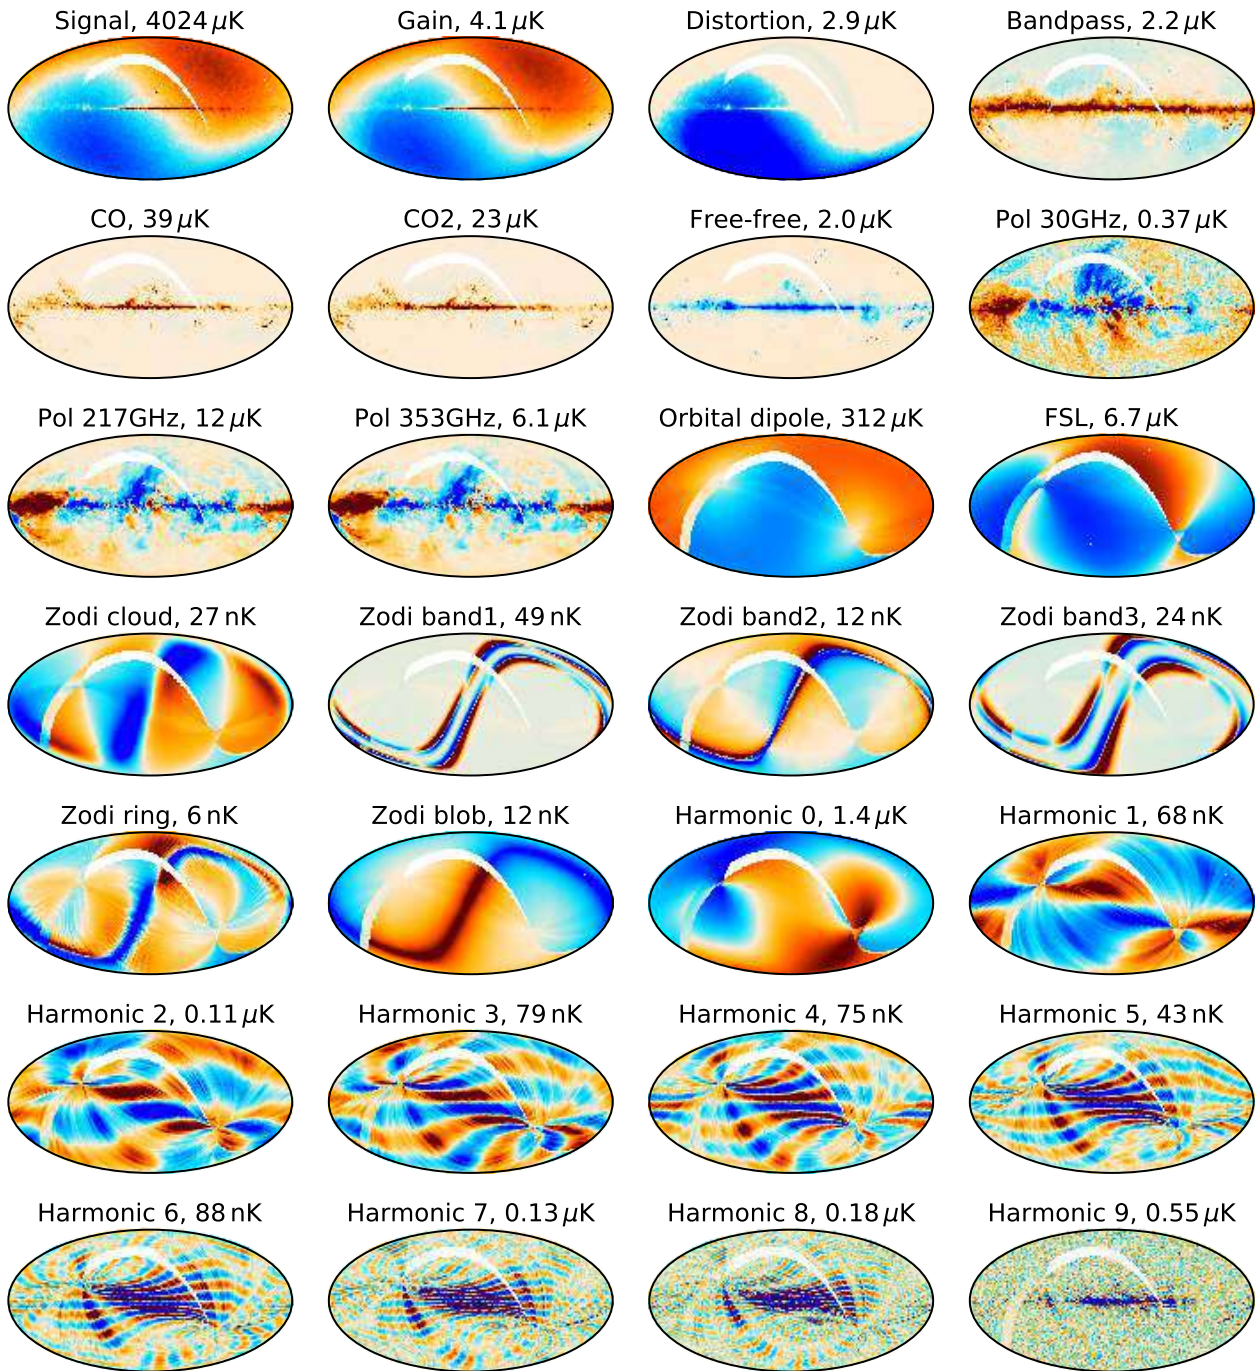 Signal, 4024 μK
Gain, 4.1 μK
Distortion, 2.9 μK
Bandpass, 2.2 μK
CO, 39 μK
CO2, 23 μK
Free-free, 2.0 μK
Pol 30GHz, 0.37 μK
Pol 217GHz, 12 μK
Pol 353GHz, 6.1 μK
Orbital dipole, 312 μK
FSL, 6.7 μK
Zodi cloud, 27 nK
Zodi band1, 49 nK
Zodi band2, 12 nK
Zodi band3, 24 nK
Zodi ring, 6 nK
Zodi blob, 12 nK
Harmonic 0, 1.4 μK
Harmonic 1, 68 nK
Harmonic 2, 0.11 μK
Harmonic 3, 79 nK
Harmonic 4, 75 nK
Harmonic 5, 43 nK
Harmonic 6, 88 nK
Harmonic 7, 0.13 μK
Harmonic 8, 0.18 μK
Harmonic 9, 0.55 μK